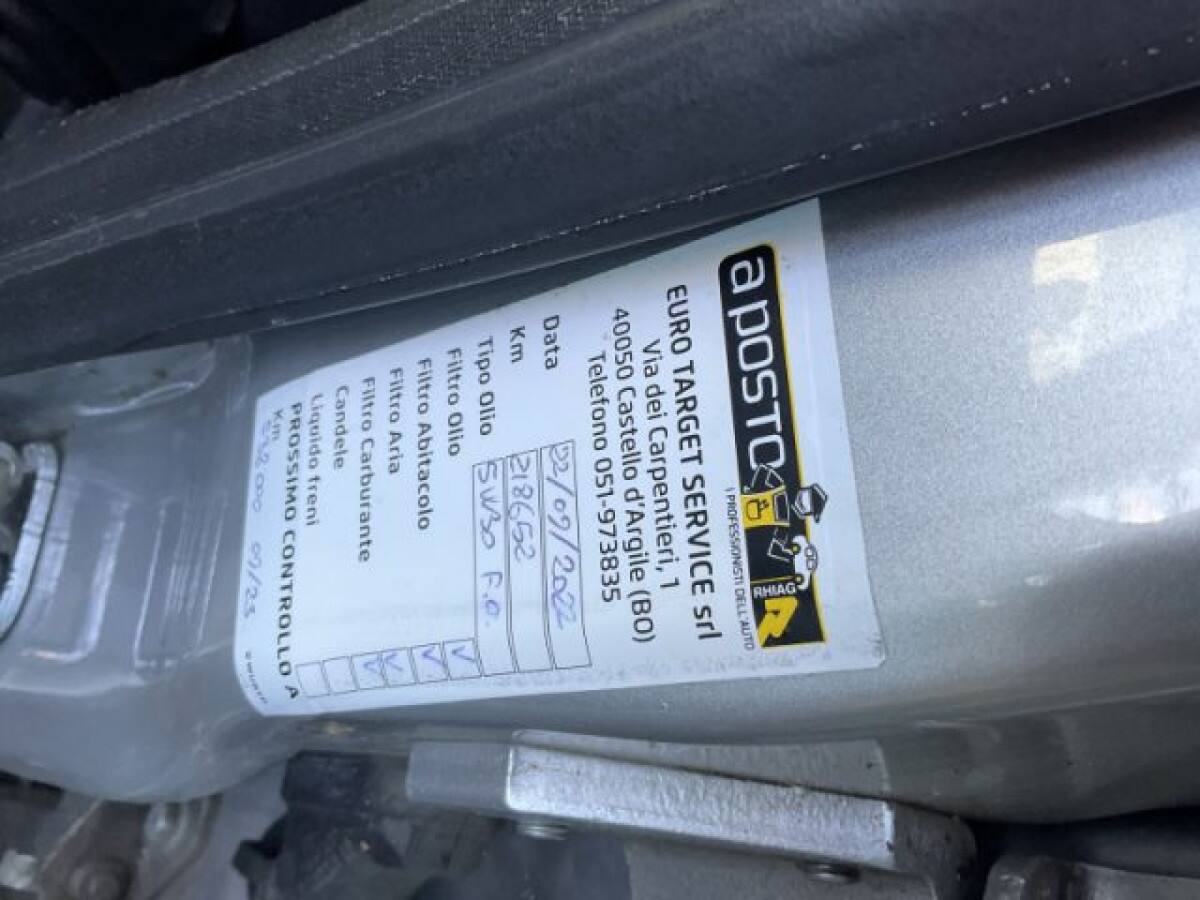 a posto
I PROFESSIONISTI DELL'AUTO
RHIAG
EURO TARGET SERVICE srl
Via dei Carpentieri, 1
40050 Castello d'Argile (BO)
Telefono 051-973835
Data 22/09/2022
Km 218652
Tipo Olio 5W30 F.O.
Filtro Olio ✓
Filtro Abitacolo ✓
Filtro Aria ✓
Filtro Carburante ✓
Candele
Liquido freni
PROSSIMO CONTROLLO A
Km 09/23